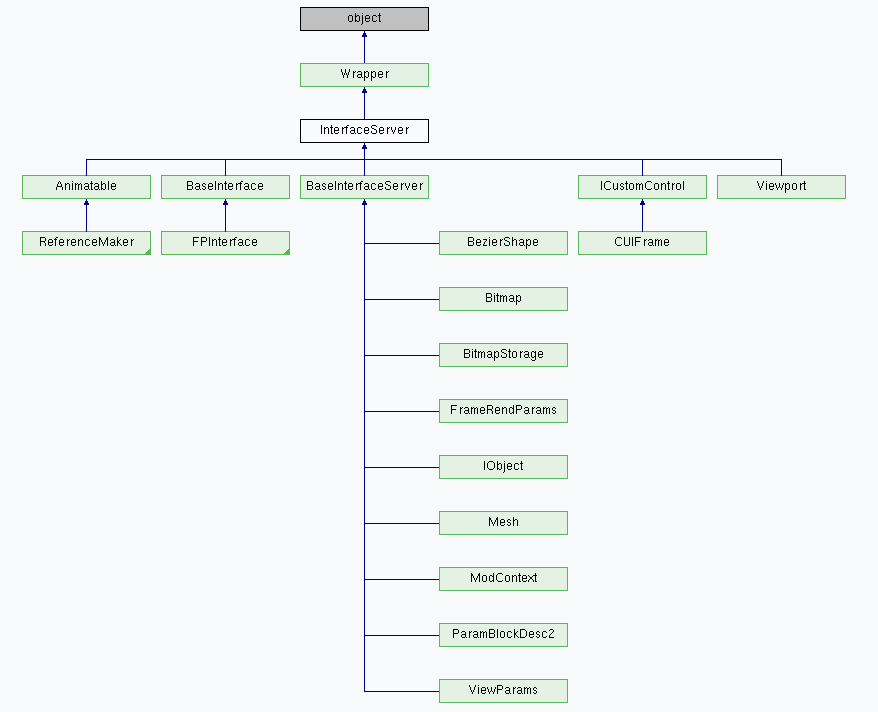 object
Wrapper
InterfaceServer
Animatable
BaseInterface
BaseInterfaceServer
ICustomControl
Viewport
ReferenceMaker
FPInterface
BezierShape
CUIFrame
Bitmap
BitmapStorage
FrameRendParams
IObject
Mesh
ModContext
ParamBlockDesc2
ViewParams